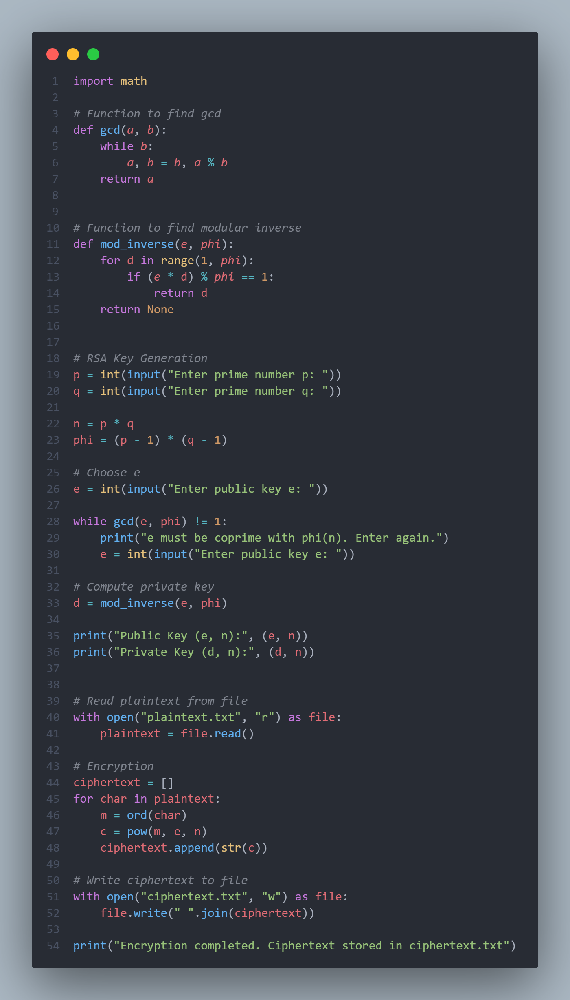 1 import math
2
3 # Function to find gcd
4 def gcd(a, b):
5     while b:
6         a, b = b, a % b
7     return a
8
9
10 # Function to find modular inverse
11 def mod_inverse(e, phi):
12     for d in range(1, phi):
13         if (e * d) % phi == 1:
14             return d
15     return None
16
17
18 # RSA Key Generation
19 p = int(input("Enter prime number p: "))
20 q = int(input("Enter prime number q: "))
21
22 n = p * q
23 phi = (p - 1) * (q - 1)
24
25 # Choose e
26 e = int(input("Enter public key e: "))
27
28 while gcd(e, phi) != 1:
29     print("e must be coprime with phi(n). Enter again.")
30     e = int(input("Enter public key e: "))
31
32 # Compute private key
33 d = mod_inverse(e, phi)
34
35 print("Public Key (e, n):", (e, n))
36 print("Private Key (d, n):", (d, n))
37
38
39 # Read plaintext from file
40 with open("plaintext.txt", "r") as file:
41     plaintext = file.read()
42
43 # Encryption
44 ciphertext = []
45 for char in plaintext:
46     m = ord(char)
47     c = pow(m, e, n)
48     ciphertext.append(str(c))
49
50 # Write ciphertext to file
51 with open("ciphertext.txt", "w") as file:
52     file.write(" ".join(ciphertext))
53
54 print("Encryption completed. Ciphertext stored in ciphertext.txt")